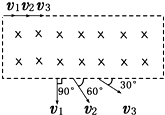 v₁ v₂ v₃
× × × × × ×
× × × × × ×
90° 60° 30°
v₁ v₂ v₃